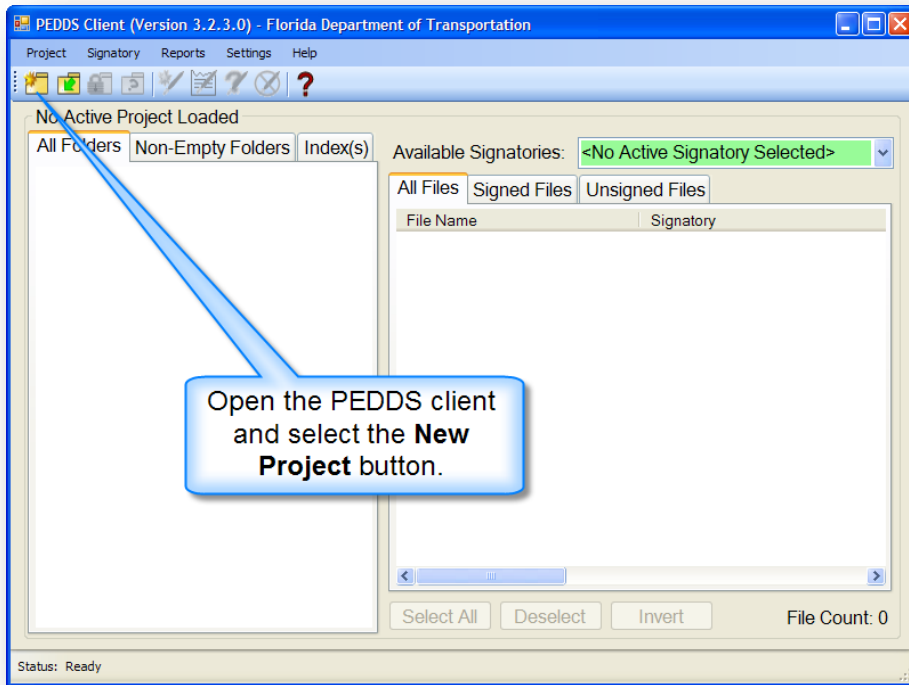 PEDDS Client (Version 3.2.3.0) - Florida Department of Transportation
Project Signatory Reports Settings Help
No Active Project Loaded
All Folders Non-Empty Folders Index(s)
Available Signatories: <No Active Signatory Selected>
All Files Signed Files Unsigned Files
File Name Signatory
Open the PEDDS client
and select the New
Project button.
Select All Deselect Invert File Count: 0
Status: Ready